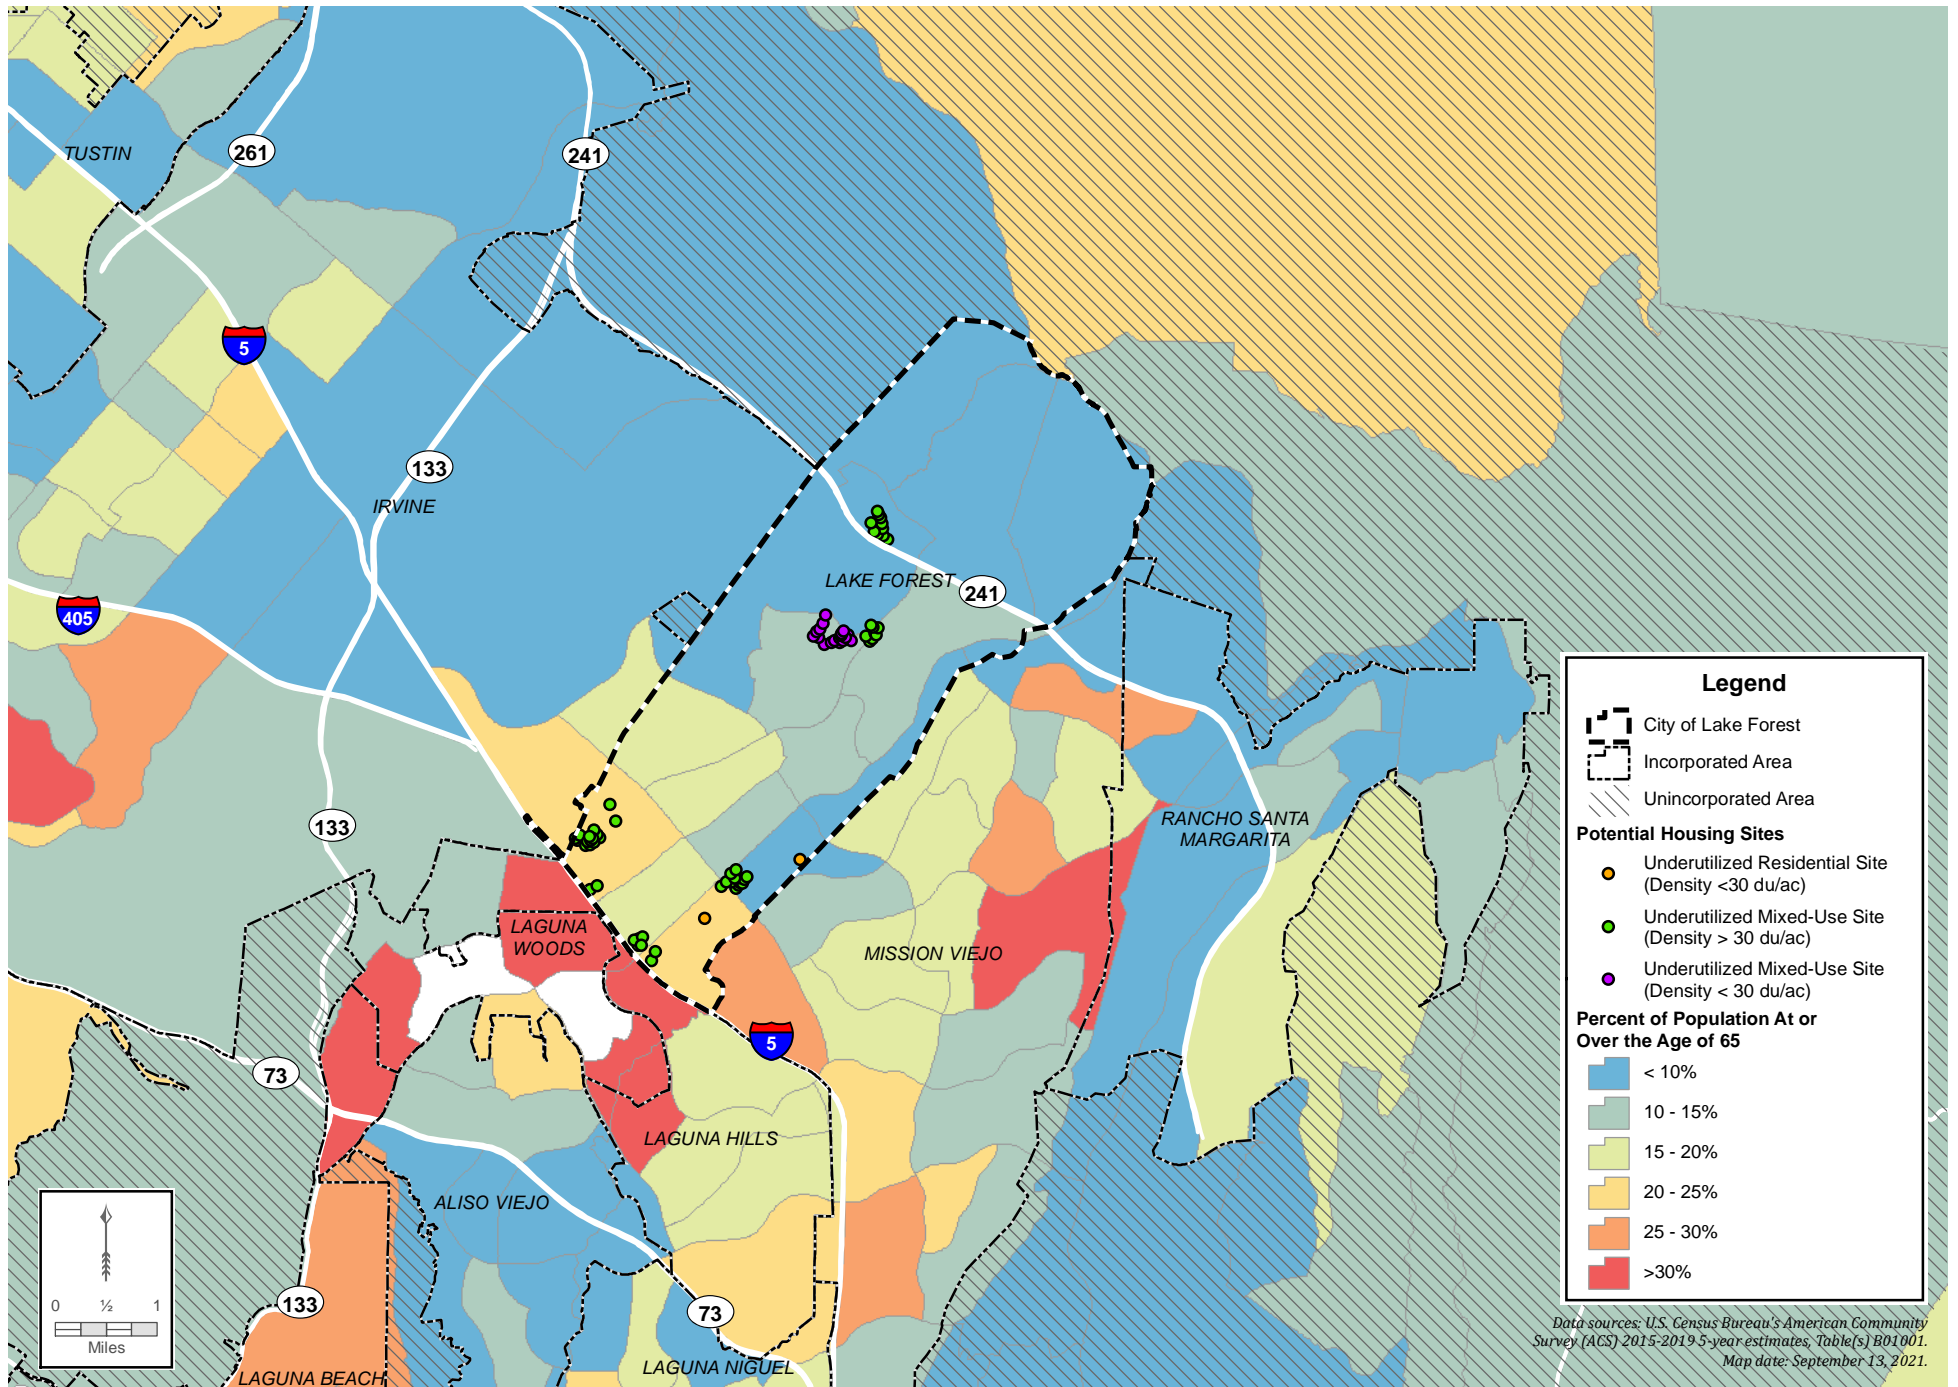 TUSTIN
261
241
5
133
IRVINE
405
LAKE FOREST
241
133
RANCHO SANTA
MARGARITA
LAGUNA
WOODS
MISSION VIEJO
5
73
LAGUNA HILLS
ALISO VIEJO
133
73
LAGUNA NIGUEL
LAGUNA BEACH
0 ½ 1
Miles
Legend
City of Lake Forest
Incorporated Area
Unincorporated Area
Potential Housing Sites
Underutilized Residential Site
(Density <30 du/ac)
Underutilized Mixed-Use Site
(Density > 30 du/ac)
Underutilized Mixed-Use Site
(Density < 30 du/ac)
Percent of Population At or
Over the Age of 65
< 10%
10 - 15%
15 - 20%
20 - 25%
25 - 30%
>30%
Data sources: U.S. Census Bureau's American Community
Survey (ACS) 2015-2019 5-year estimates, Table(s) B01001.
Map date: September 13, 2021.